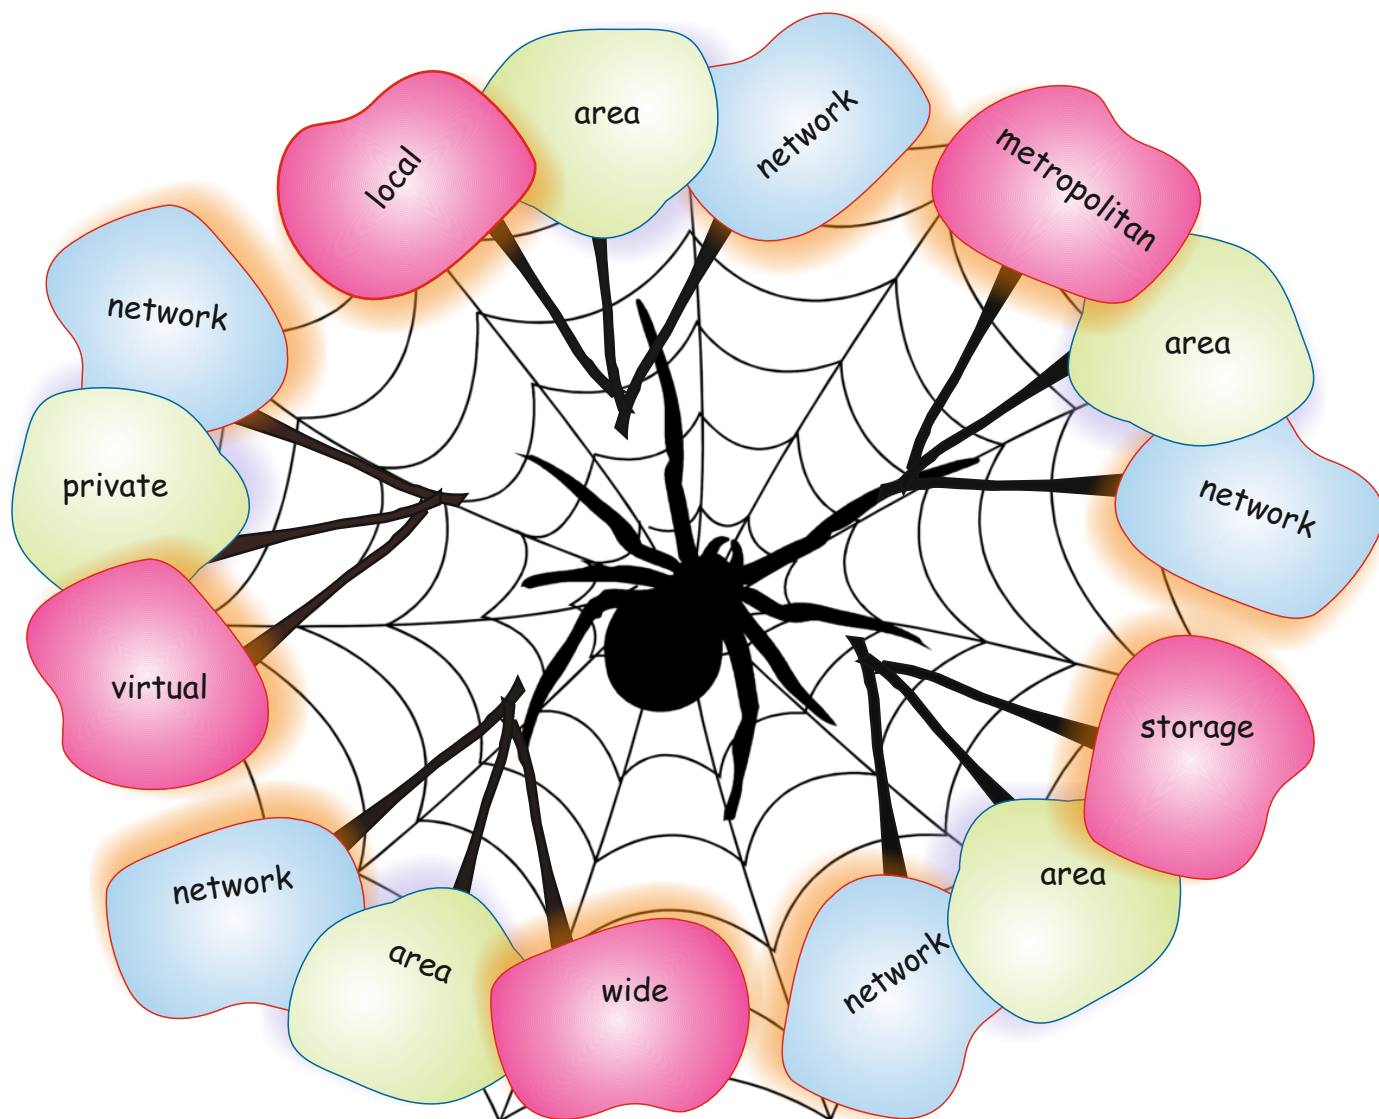 local
area
network
metropolitan
area
network
storage
area
network
wide
area
network
virtual
private
network